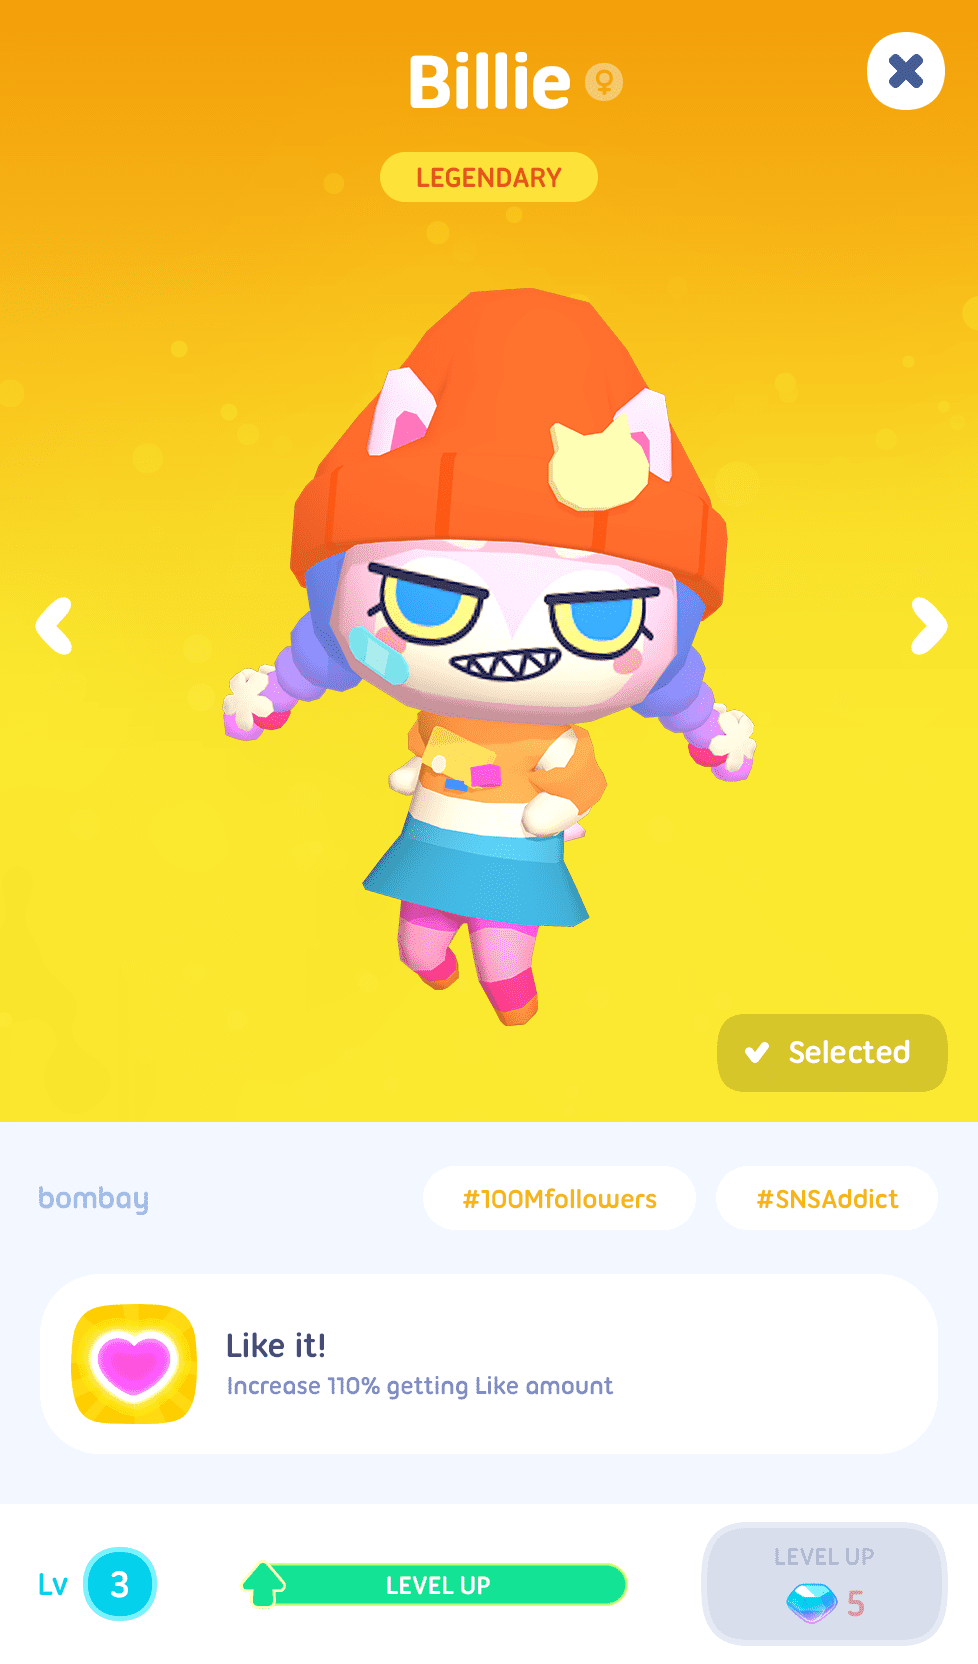 Billie
LEGENDARY
Selected
bombay
#100Mfollowers
#SNSAddict
Like it!
Increase 110% getting Like amount
Lv 3
LEVEL UP
LEVEL UP
5